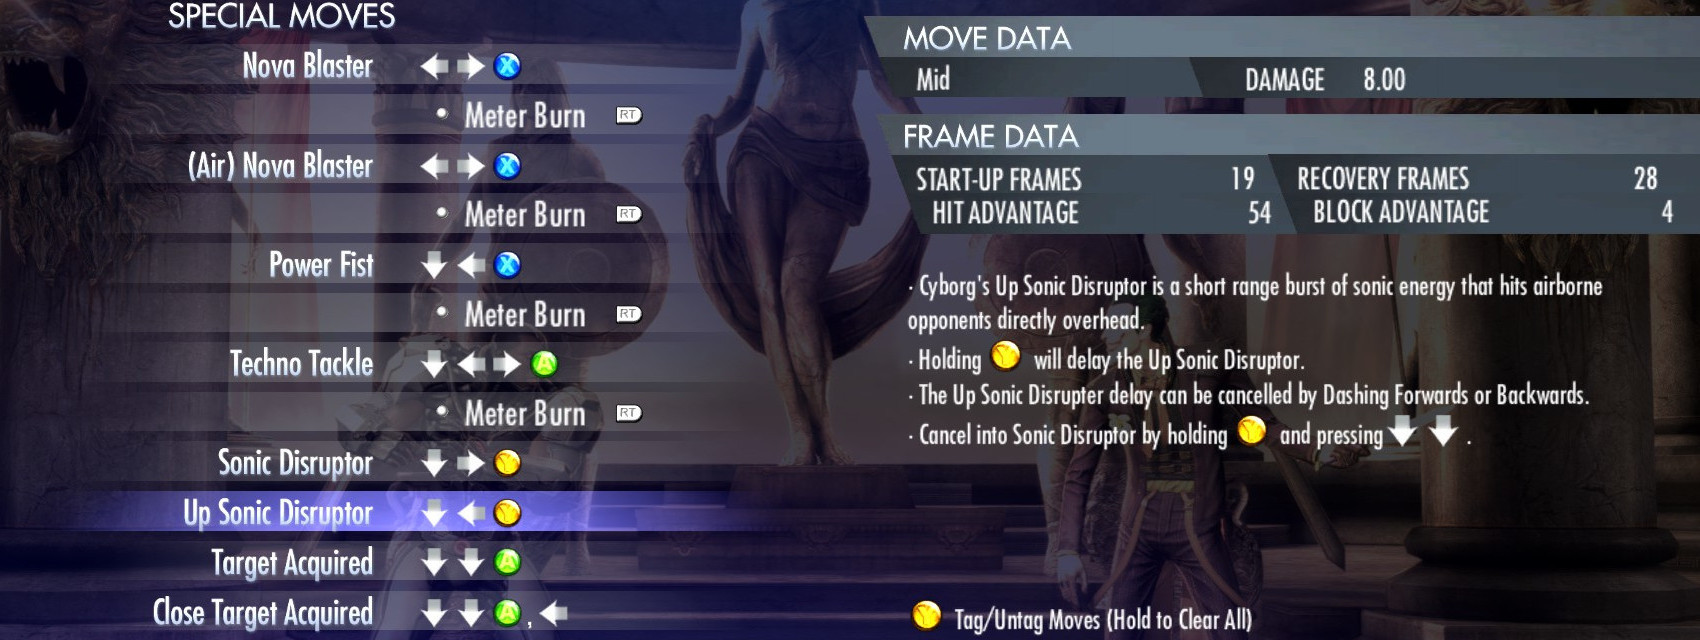 SPECIAL MOVES
Nova Blaster X
• Meter Burn RT
(Air) Nova Blaster X
• Meter Burn RT
Power Fist X
• Meter Burn RT
Techno Tackle A
• Meter Burn RT
Sonic Disruptor Y
Up Sonic Disruptor Y
Target Acquired A
Close Target Acquired A ,
MOVE DATA
Mid DAMAGE 8.00
FRAME DATA
START-UP FRAMES 19 RECOVERY FRAMES 28
HIT ADVANTAGE 54 BLOCK ADVANTAGE 4
· Cyborg's Up Sonic Disruptor is a short range burst of sonic energy that hits airborne
opponents directly overhead.
· Holding Y will delay the Up Sonic Disruptor.
· The Up Sonic Disrupter delay can be cancelled by Dashing Forwards or Backwards.
· Cancel into Sonic Disruptor by holding Y and pressing .
Y Tag/Untag Moves (Hold to Clear All)